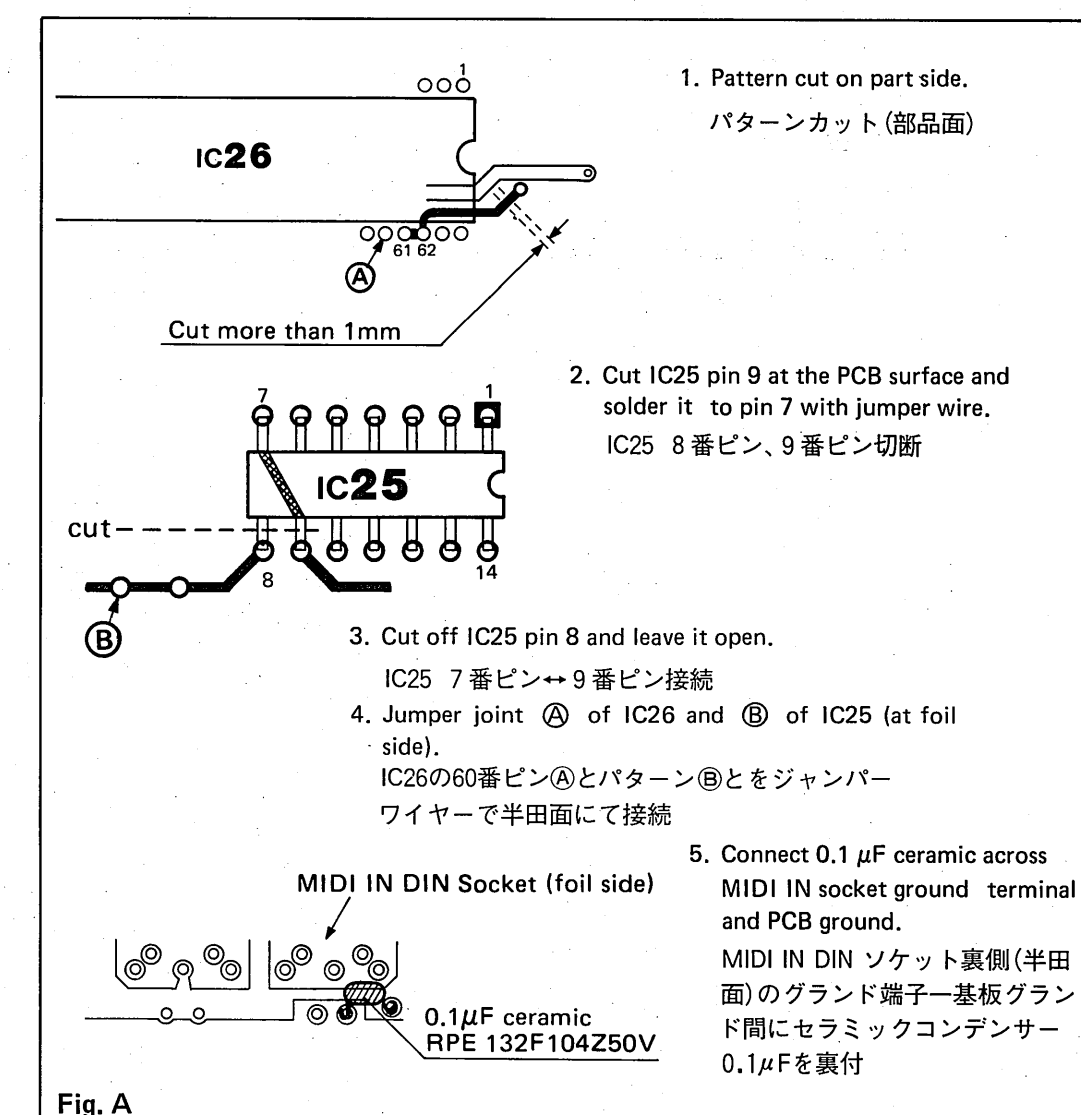 1
IC26
61 62
A
Cut more than 1mm
1. Pattern cut on part side.
パターンカット(部品面)
2. Cut IC25 pin 9 at the PCB surface and
solder it to pin 7 with jumper wire.
IC25 8番ピン、9番ピン切断
7
1
IC25
cut
8
14
B
3. Cut off IC25 pin 8 and leave it open.
IC25 7番ピン↔9番ピン接続
4. Jumper joint Ⓐ of IC26 and Ⓑ of IC25 (at foil
side).
IC26の60番ピンⒶとパターンⒷとをジャンパー
ワイヤーで半田面にて接続
MIDI IN DIN Socket (foil side)
0.1μF ceramic
RPE 132F104Z50V
5. Connect 0.1 μF ceramic across
MIDI IN socket ground terminal
and PCB ground.
MIDI IN DIN ソケット裏側(半田
面)のグランド端子―基板グラン
ド間にセラミックコンデンサー
0.1μFを裏付
Fig. A